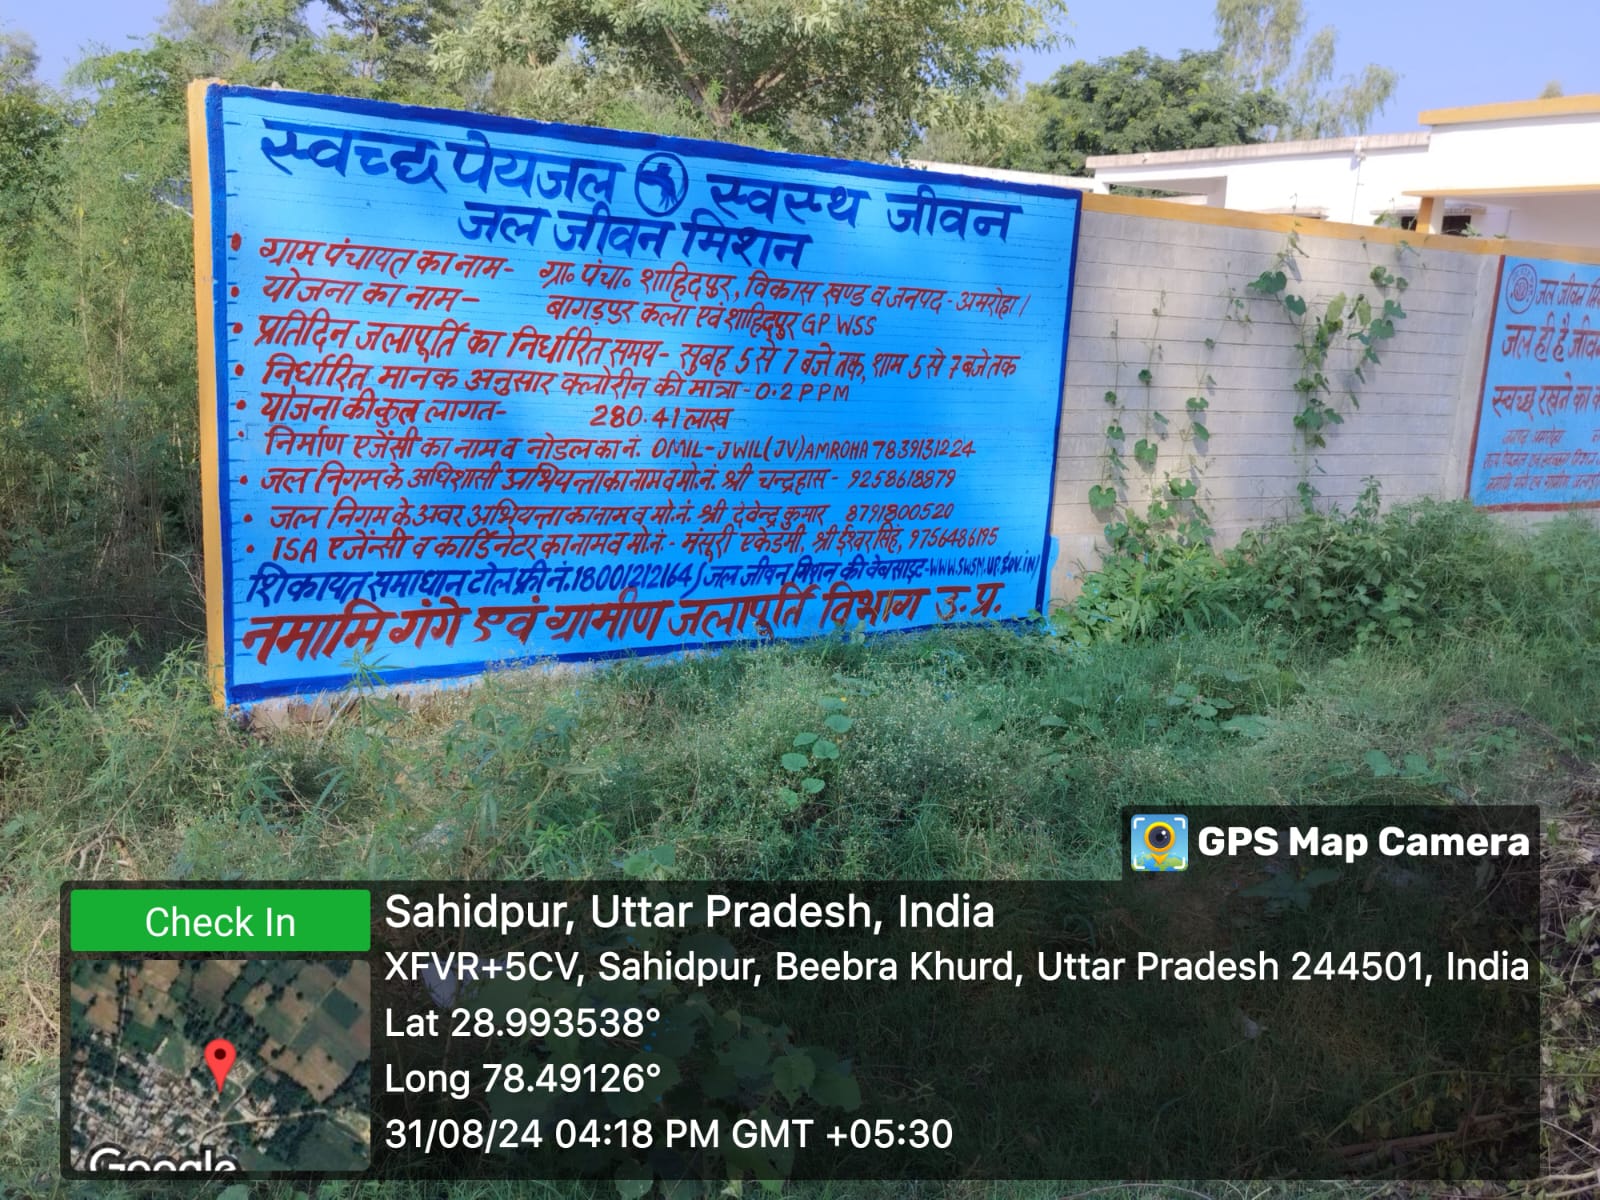 स्वच्छ पेयजल स्वस्थ जीवन
जल जीवन मिशन
• ग्राम पंचायत का नाम- ग्रा० पंचा० शाहिदपुर, विकास खण्ड व जनपद - अमरोहा।
• योजना का नाम- बागड़पुर कला एवं शाहिदपुर GP WSS
• प्रतिदिन जलापूर्ति का निर्धारित समय- सुबह 5 से 7 बजे तक, शाम 5 से 7 बजे तक
• निर्धारित मानक अनुसार क्लोरीन की मात्रा - 0.2 PPM
• योजना की कुल लागत- 280.41 लाख
• निर्माण एजेंसी का नाम व नोडल का नं. OMIL-JWIL(JV)AMROHA 7839131224
• जल निगम के अधिशासी अभियन्ता का नाम व मो.नं. श्री चन्द्रहास - 9258618879
• जल निगम के अवर अभियन्ता का नाम व मो.नं. श्री देवेन्द्र कुमार 8791800520
• ISA एजेंन्सी व कार्डिनेटर का नाम व मो.नं.- मंसूरी एकेडमी श्री ईश्वर सिंह, 9756486195
शिकायत समाधान टोल फ्री नं. 18001212164 / जल जीवन मिशन की वेबसाइट-www.swsm.up.gov.in/
नमामि गंगे एवं ग्रामीण जलापूर्ति विभाग उ.प्र.
जल जीवन
जल ही है जीवन
स्वच्छ रखने का
GPS Map Camera
Check In
Sahidpur, Uttar Pradesh, India
XFVR+5CV, Sahidpur, Beebra Khurd, Uttar Pradesh 244501, India
Lat 28.993538°
Long 78.49126°
31/08/24 04:18 PM GMT +05:30
Google